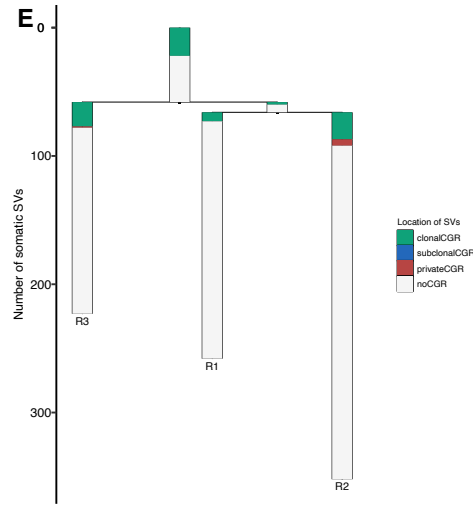 E
0
100
200
300
Number of somatic SVs
R3
R1
R2
Location of SVs
clonalCGR
subclonalCGR
privateCGR
noCGR